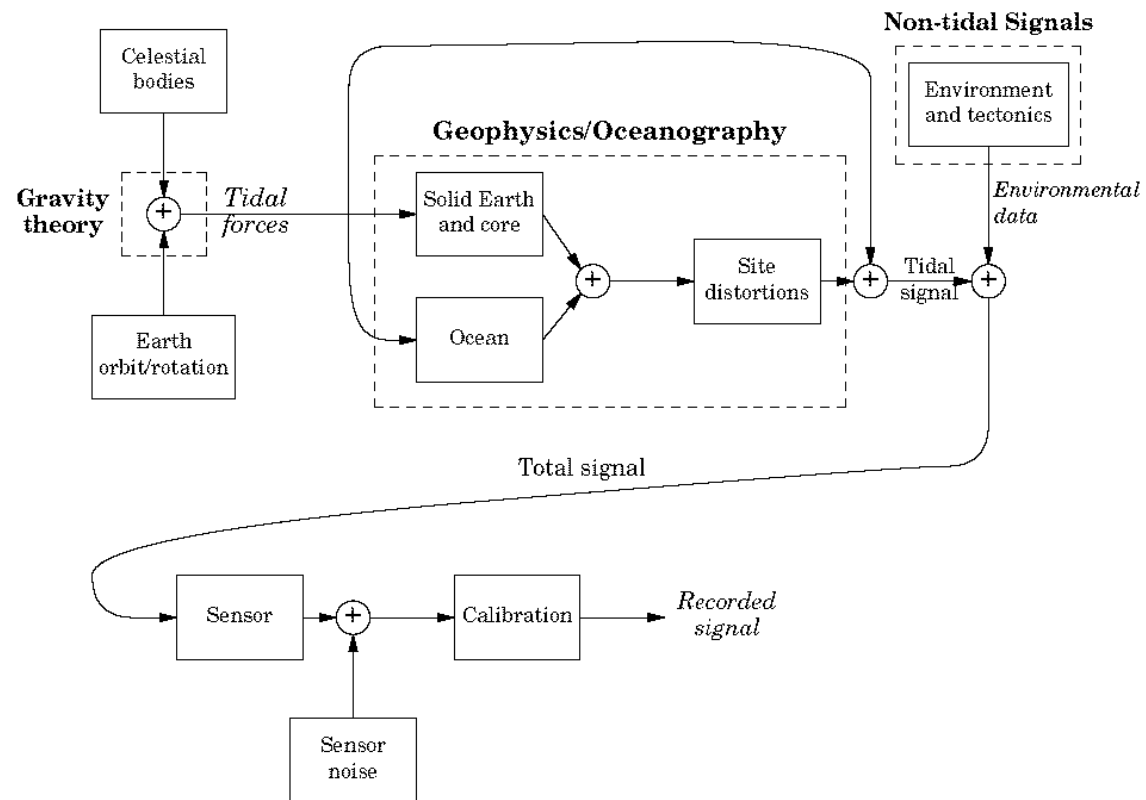 Non-tidal Signals
Celestial
bodies
Environment
and tectonics
Geophysics/Oceanography
Gravity
theory
+
Tidal
forces
Solid Earth
and core
Environmental
data
+
Site
distortions
+
Tidal
signal
+
Earth
orbit/rotation
Ocean
Total signal
Sensor
+
Calibration
Recorded
signal
Sensor
noise